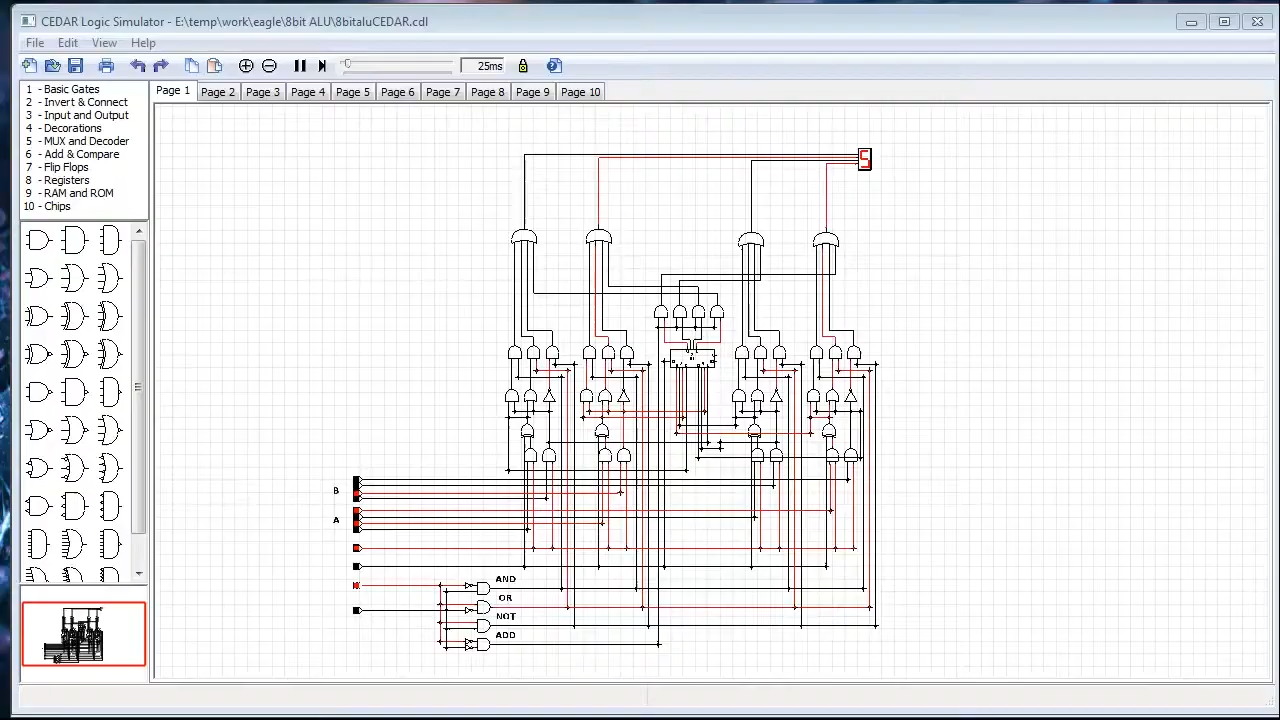 CEDAR Logic Simulator - E:\temp\work\eagle\8bit ALU\8bitaluCEDAR.cdl
File Edit View Help
25ms
1 - Basic Gates
2 - Invert & Connect
3 - Input and Output
4 - Decorations
5 - MUX and Decoder
6 - Add & Compare
7 - Flip Flops
8 - Registers
9 - RAM and ROM
10 - Chips
Page 1 Page 2 Page 3 Page 4 Page 5 Page 6 Page 7 Page 8 Page 9 Page 10
5
B
A
AND
OR
NOT
ADD